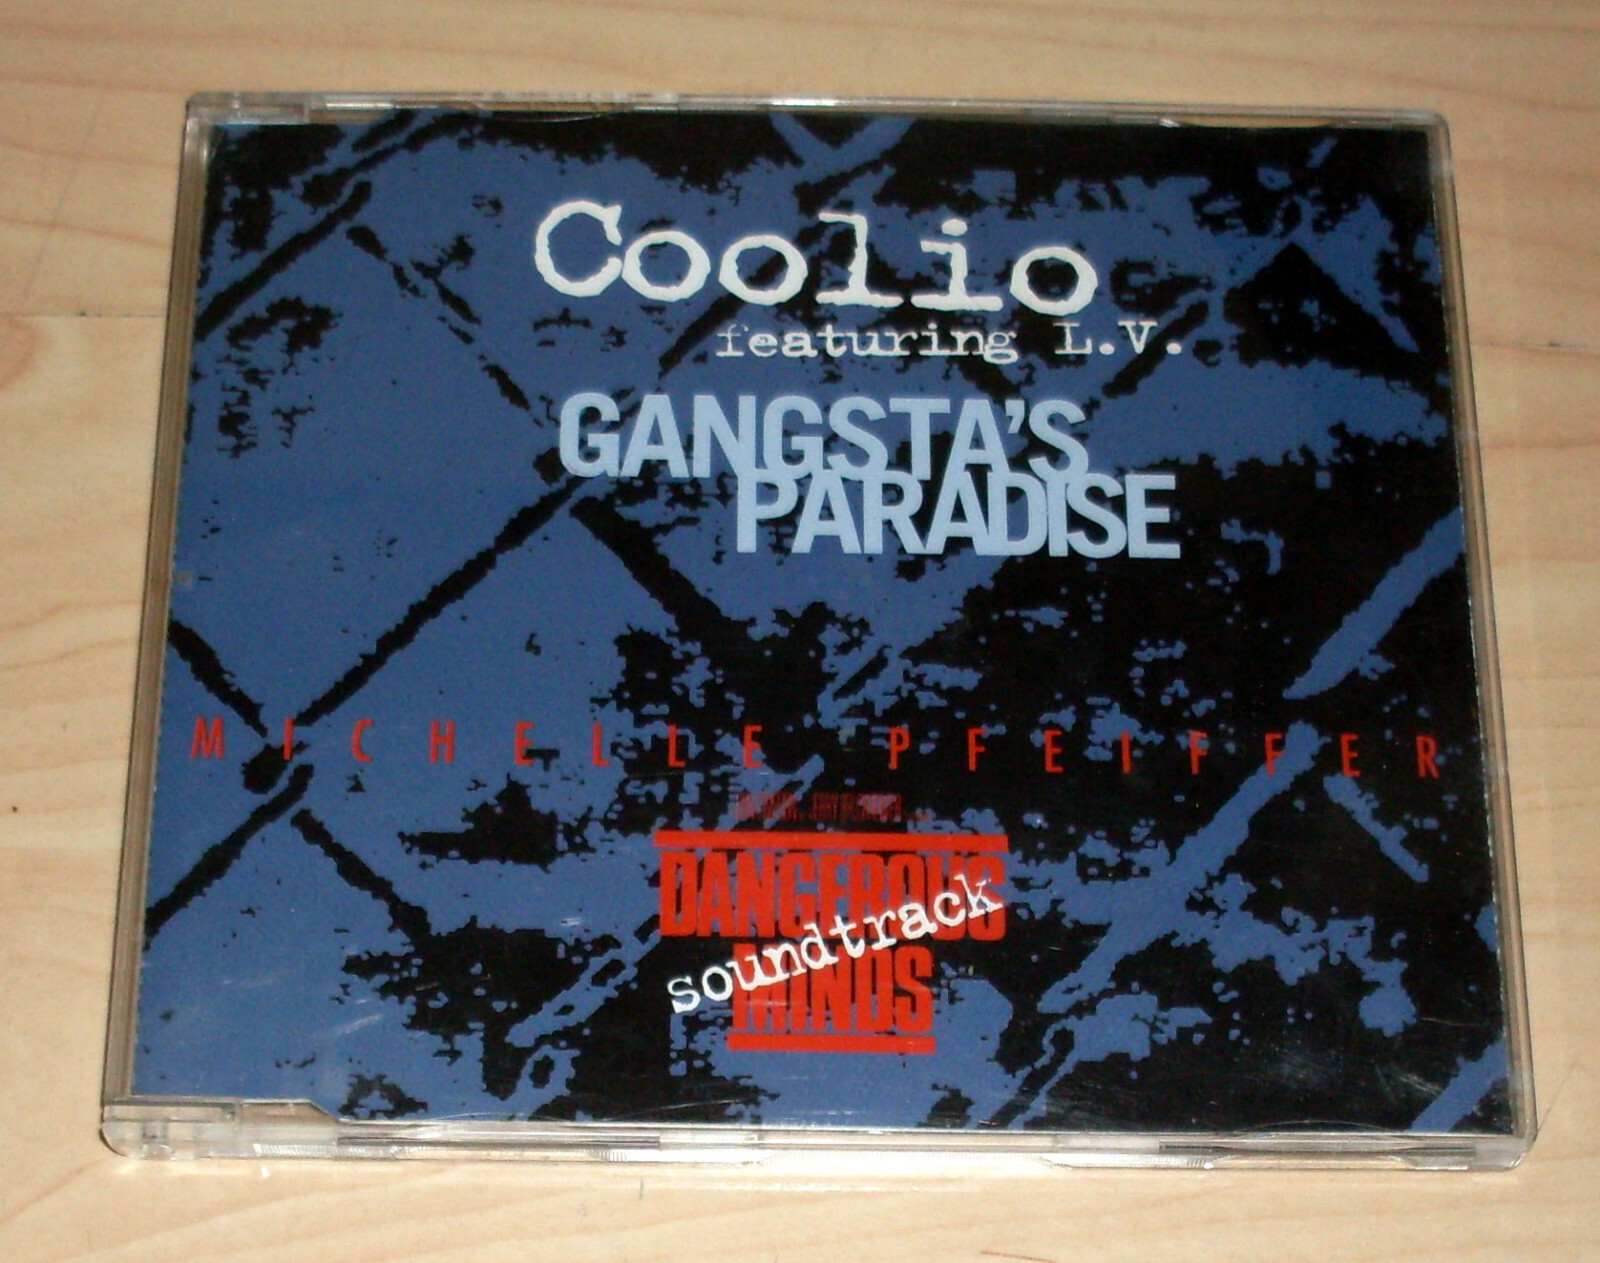 Coolio
featuring L.V.
GANGSTA'S
PARADISE
MICHELLE PFEIFFER
DANGEROUS
soundtrack
MINDS